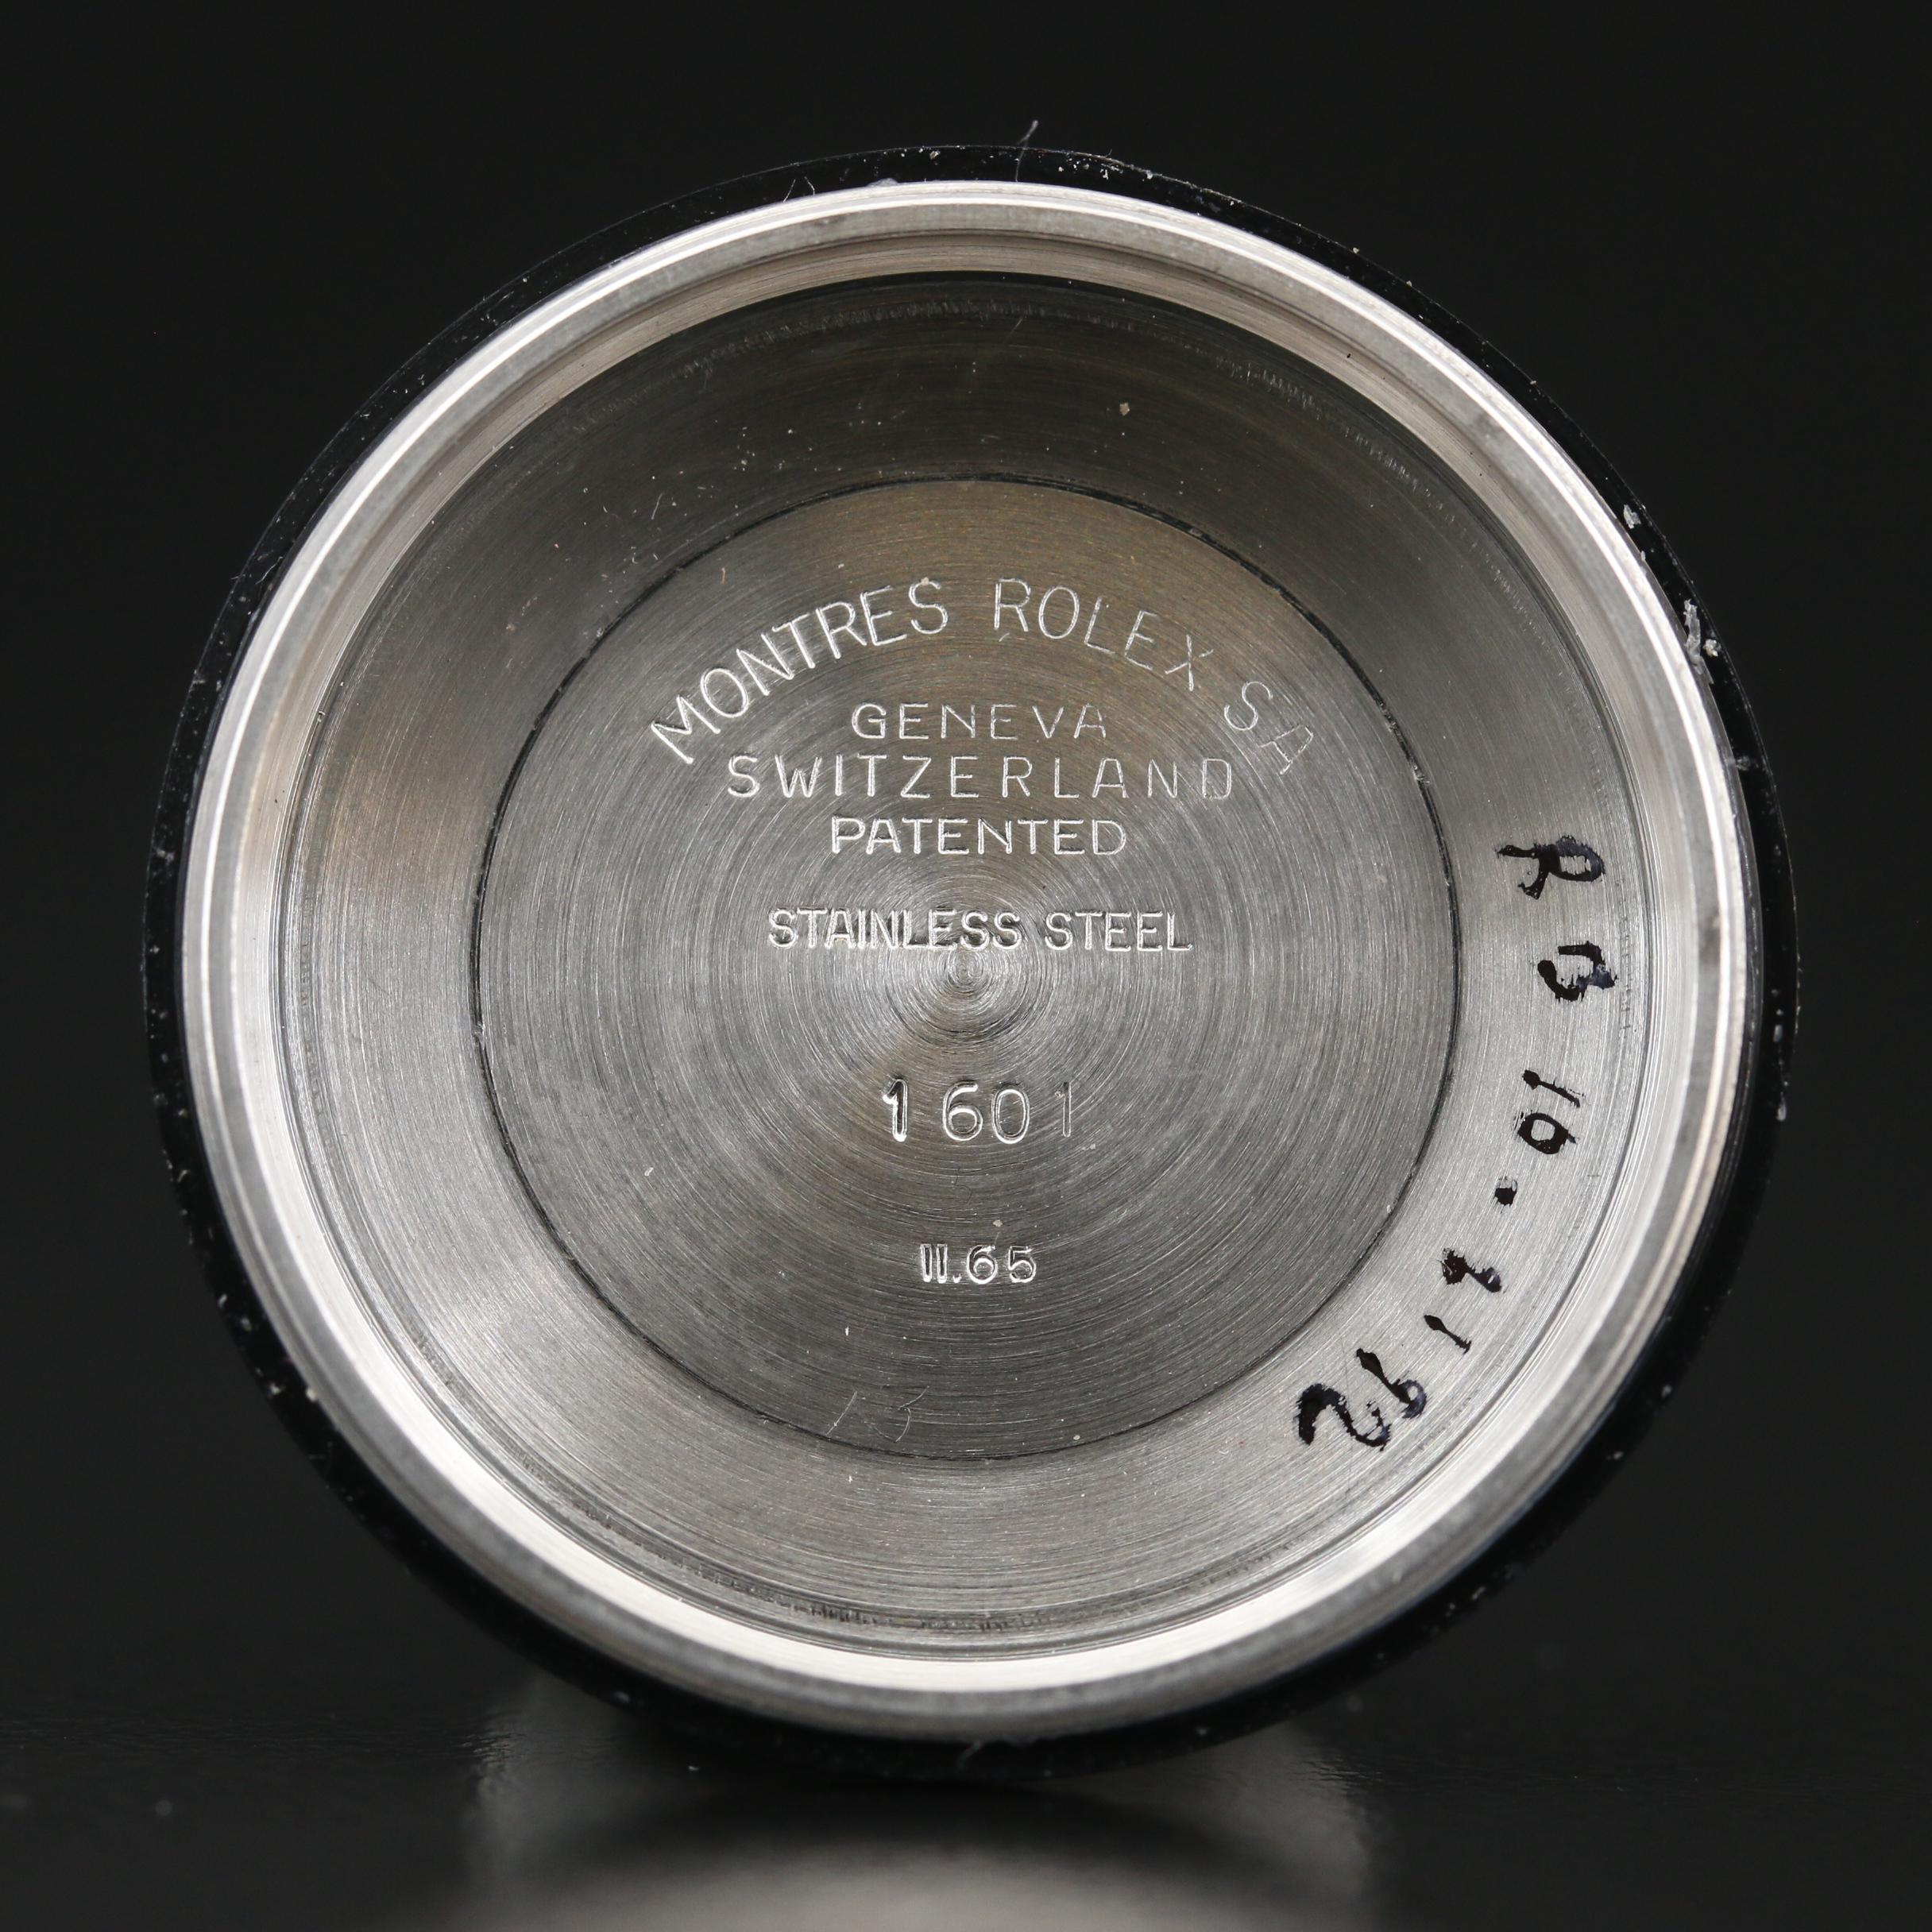 MONTRES ROLEX SA
GENEVA
SWITZERLAND
PATENTED
STAINLESS STEEL
1601
II.65